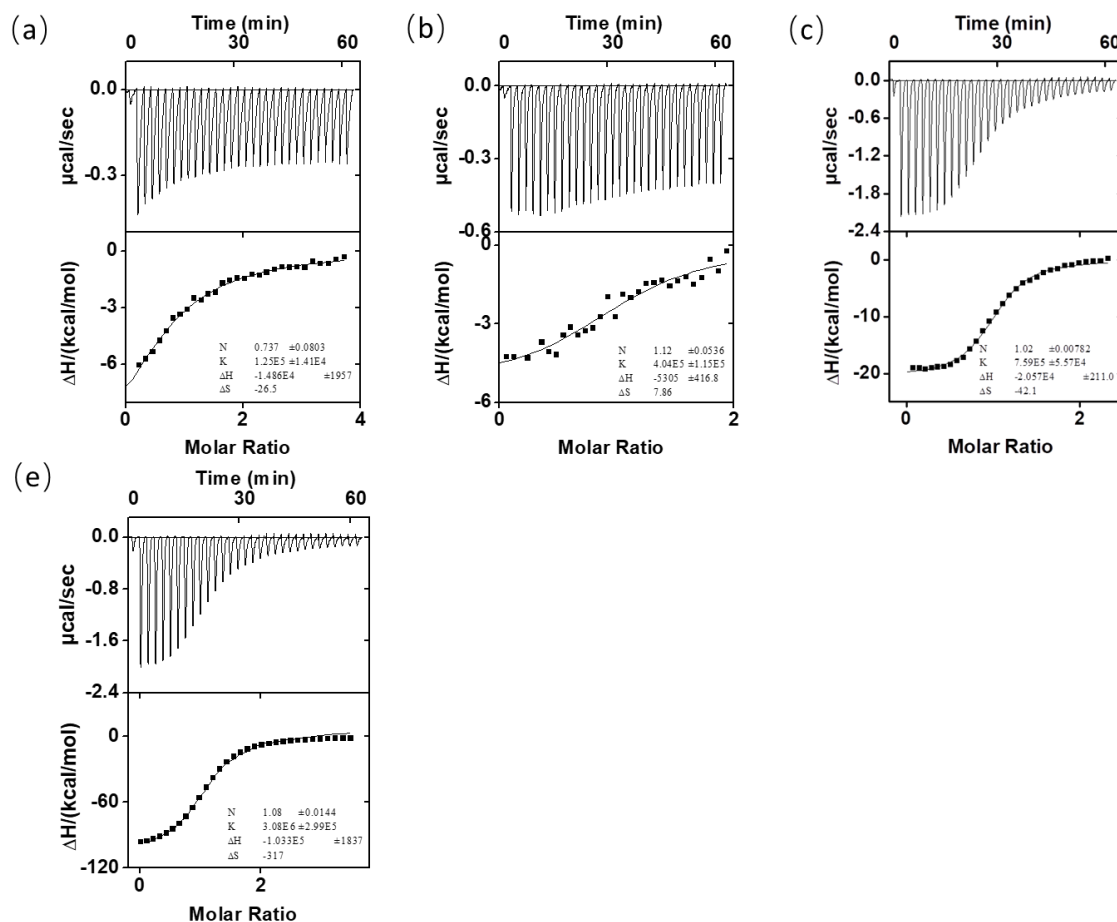 (a)
Time (min)
0 30 60
0.0
-0.3
µcal/sec
0
-3
-6
ΔH/(kcal/mol)
N 0.737 ±0.0803
K 1.25E5 ±1.41E4
ΔH -1.486E4 ±1957
ΔS -26.5
0 2 4
Molar Ratio
(b)
Time (min)
0 30 60
0.0
-0.3
-0.6
µcal/sec
0
-3
-6
ΔH/(kcal/mol)
N 1.12 ±0.0536
K 4.04E5 ±1.15E5
ΔH -5305 ±416.8
ΔS 7.86
0 2
Molar Ratio
(c)
Time (min)
0 30 60
0.0
-0.6
-1.2
-1.8
-2.4
µcal/sec
0
-10
-20
ΔH/(kcal/mol)
N 1.02 ±0.00782
K 7.59E5 ±5.57E4
ΔH -2.057E4 ±211.0
ΔS -42.1
0 2
Molar Ratio
(e)
Time (min)
0 30 60
0.0
-0.8
-1.6
-2.4
µcal/sec
0
-60
-120
ΔH/(kcal/mol)
N 1.08 ±0.0144
K 3.08E6 ±2.99E5
ΔH -1.033E5 ±1837
ΔS -317
0 2
Molar Ratio